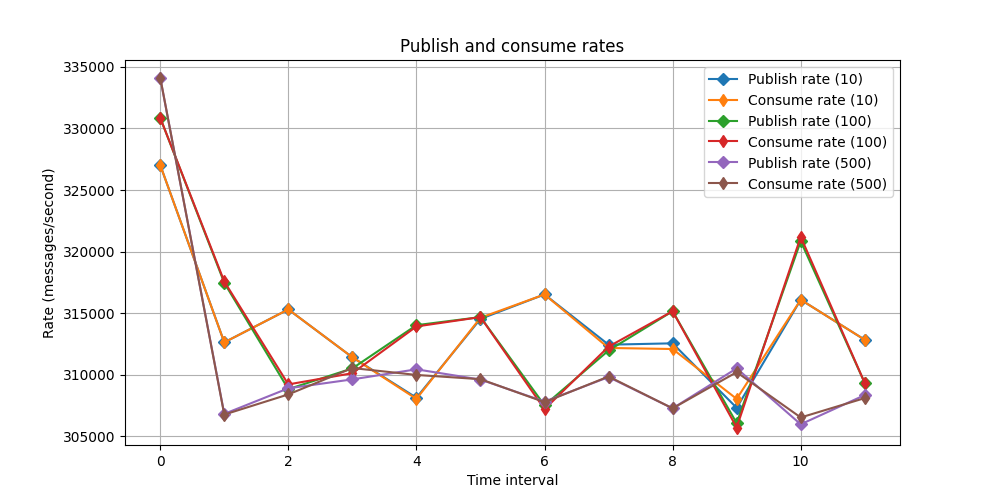 Publish and consume rates
335000
330000
325000
320000
315000
310000
305000
Rate (messages/second)
Publish rate (10)
Consume rate (10)
Publish rate (100)
Consume rate (100)
Publish rate (500)
Consume rate (500)
0 2 4 6 8 10
Time interval